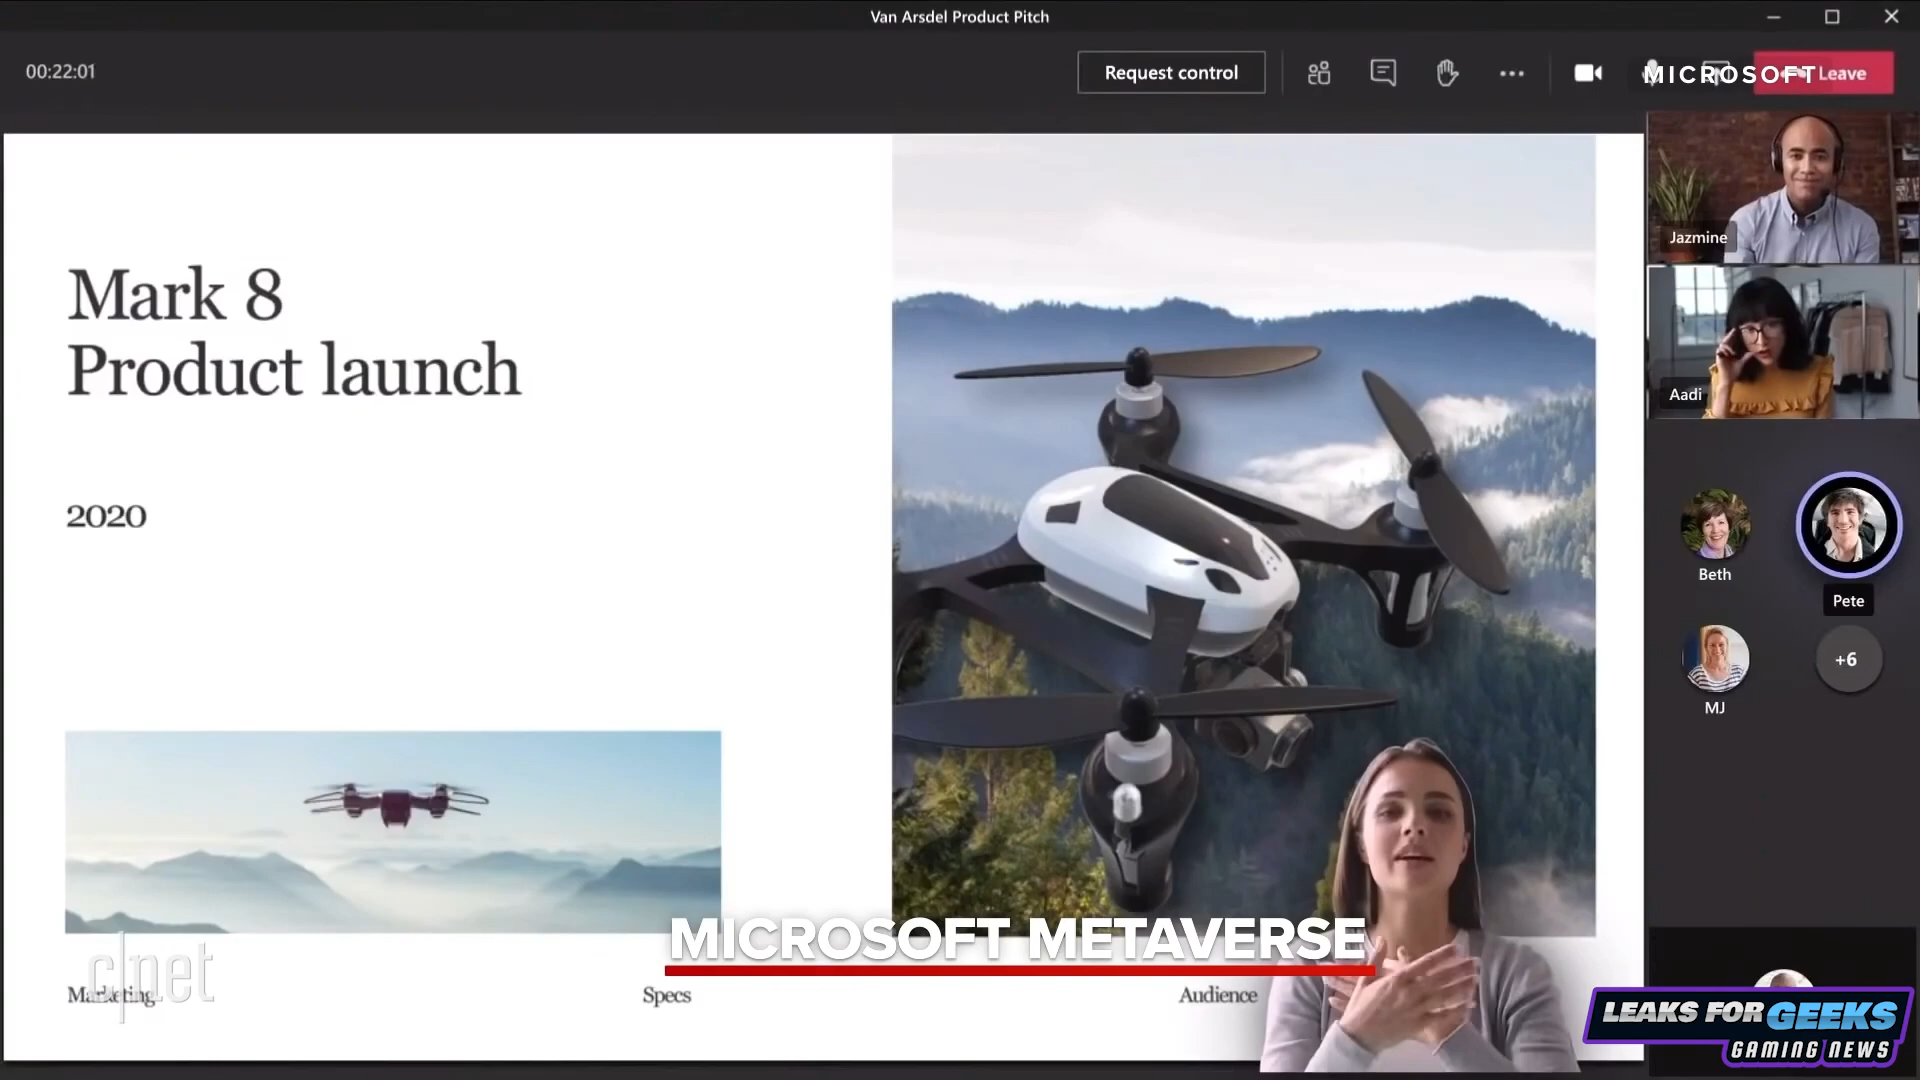 Van Arsdel Product Pitch
00:22:01
Request control
MICROSOFT
Leave
Jazmine
Mark 8
Product launch
Aadi
2020
Beth
Pete
+6
MJ
MICROSOFT METAVERSE
c|net
Marketing
Specs
Audience
LEAKS FOR GEEKS
GAMING NEWS